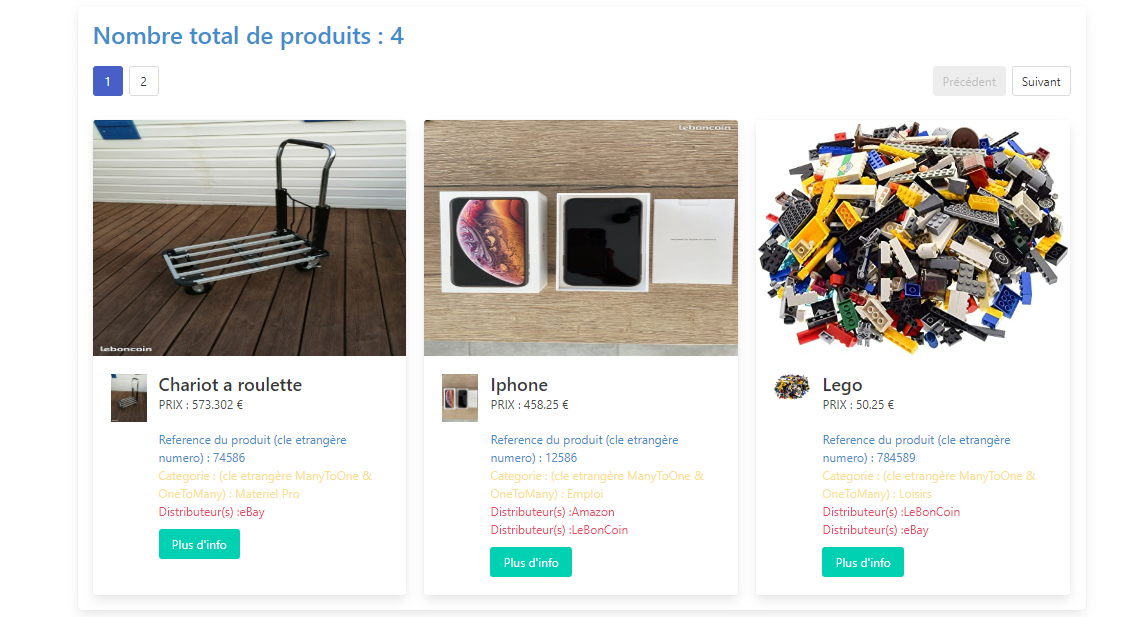 Nombre total de produits : 4
1
2
Précédent
Suivant
leboncoin
leboncoin
Chariot a roulette
PRIX : 573.302 €
Reference du produit (cle etrangère
numero) : 74586
Categorie : (cle etrangère ManyToOne &
OneToMany) : Materiel Pro
Distributeur(s) :eBay
Plus d'info
Iphone
PRIX : 458.25 €
Reference du produit (cle etrangère
numero) : 12586
Categorie : (cle etrangère ManyToOne &
OneToMany) : Emploi
Distributeur(s) :Amazon
Distributeur(s) :LeBonCoin
Plus d'info
Lego
PRIX : 50.25 €
Reference du produit (cle etrangère
numero) : 784589
Categorie : (cle etrangère ManyToOne &
OneToMany) : Loisirs
Distributeur(s) :LeBonCoin
Distributeur(s) :eBay
Plus d'info